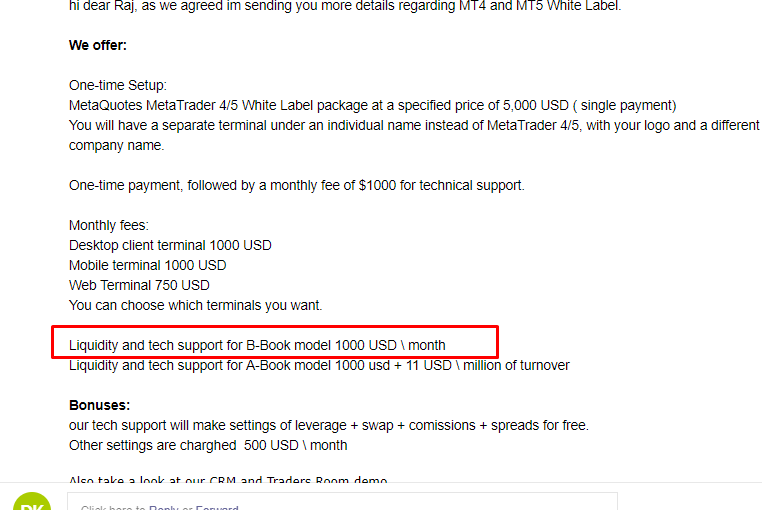 hi dear Raj, as we agreed im sending you more details regarding MT4 and MT5 White Label.
We offer:
One-time Setup:
MetaQuotes MetaTrader 4/5 White Label package at a specified price of 5,000 USD ( single payment)
You will have a separate terminal under an individual name instead of MetaTrader 4/5, with your logo and a different
company name.
One-time payment, followed by a monthly fee of $1000 for technical support.
Monthly fees:
Desktop client terminal 1000 USD
Mobile terminal 1000 USD
Web Terminal 750 USD
You can choose which terminals you want.
Liquidity and tech support for B-Book model 1000 USD \ month
Liquidity and tech support for A-Book model 1000 usd + 11 USD \ million of turnover
Bonuses:
our tech support will make settings of leverage + swap + comissions + spreads for free.
Other settings are charghed  500 USD \ month
Also take a look at our CRM and Traders Room demo
DK
Click here to Reply or Forward